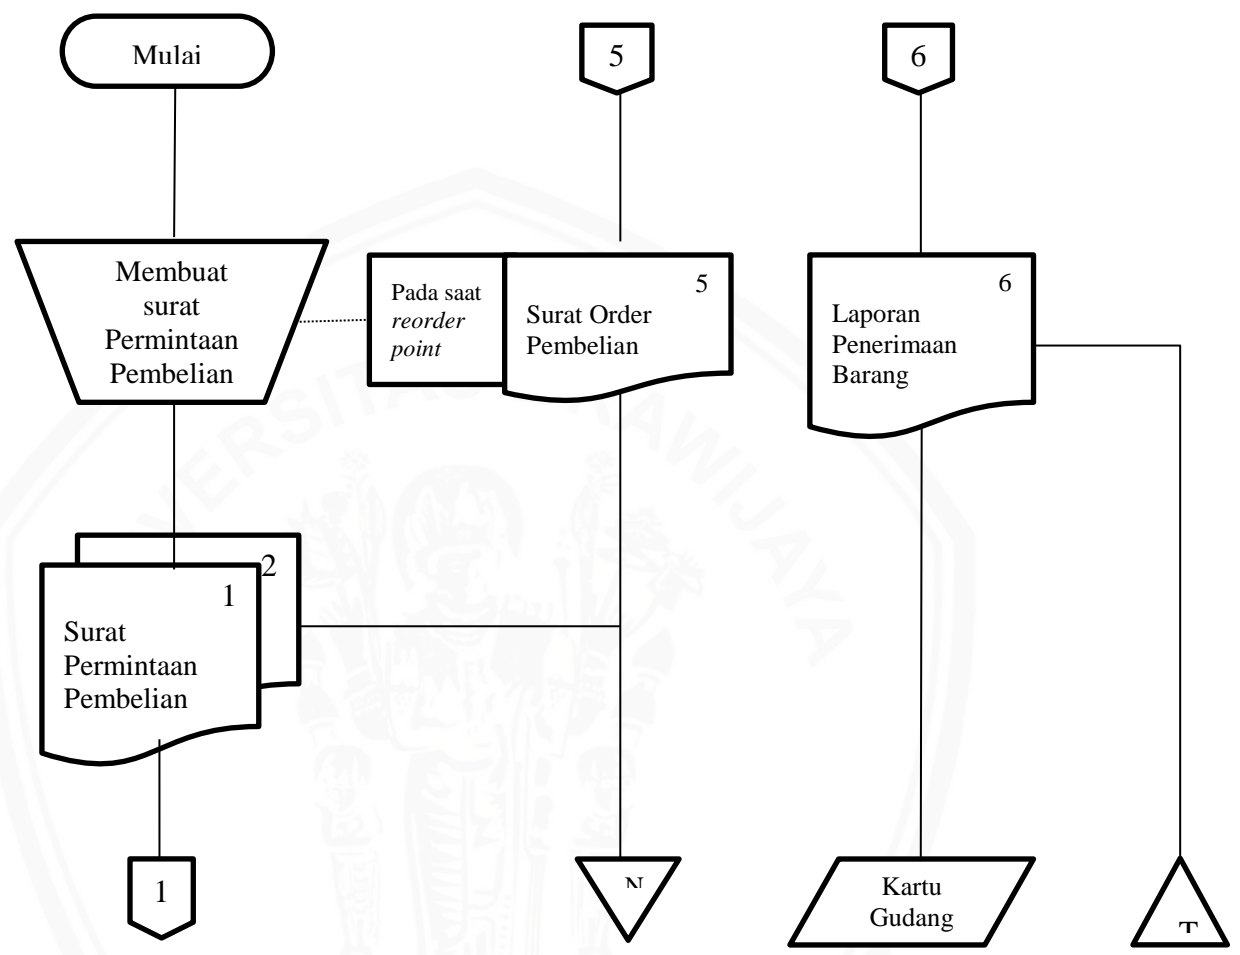 Mulai
5
6
Membuat
surat
Permintaan
Pembelian
Pada saat
reorder
point
5
Surat Order
Pembelian
6
Laporan
Penerimaan
Barang
2
1
Surat
Permintaan
Pembelian
1
N
Kartu
Gudang
T